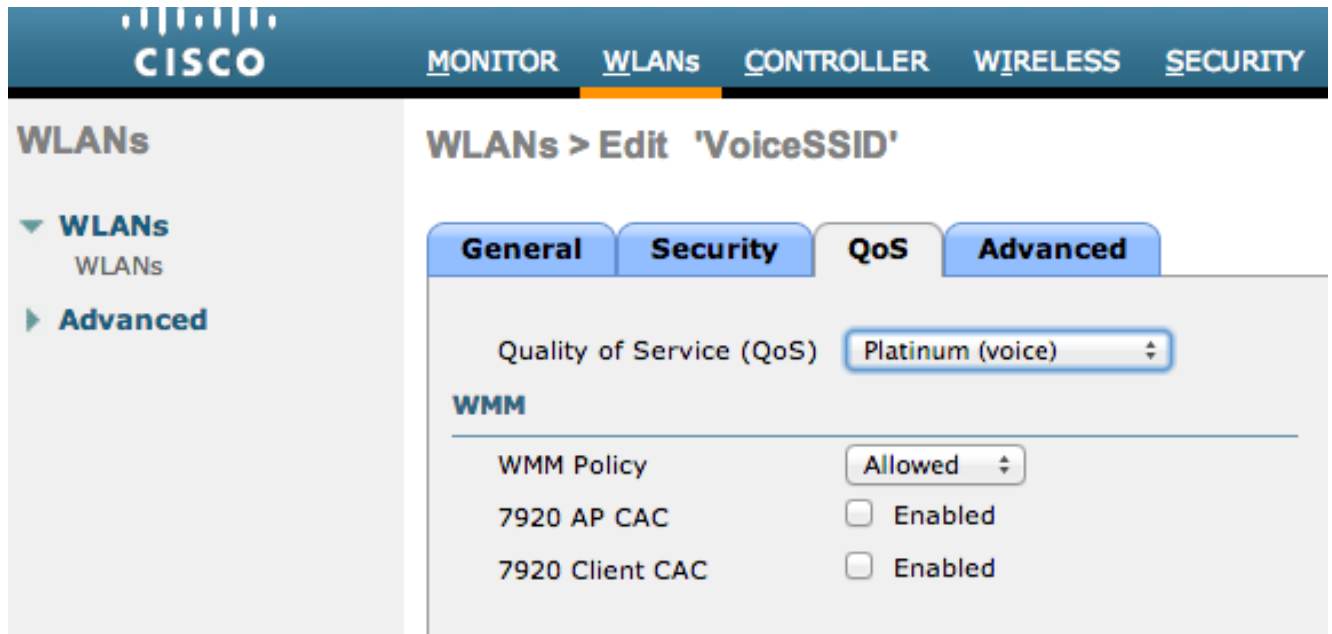 CISCO
MONITOR WLANs CONTROLLER WIRELESS SECURITY
WLANs
WLANs
WLANs
Advanced
WLANs > Edit 'VoiceSSID'
General Security QoS Advanced
Quality of Service (QoS) Platinum (voice)
WMM
WMM Policy Allowed
7920 AP CAC Enabled
7920 Client CAC Enabled